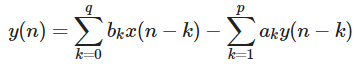 y(n) = \sum_{k=0}^{q} b_k x(n − k) − \sum_{k=1}^{p} a_k y(n − k)